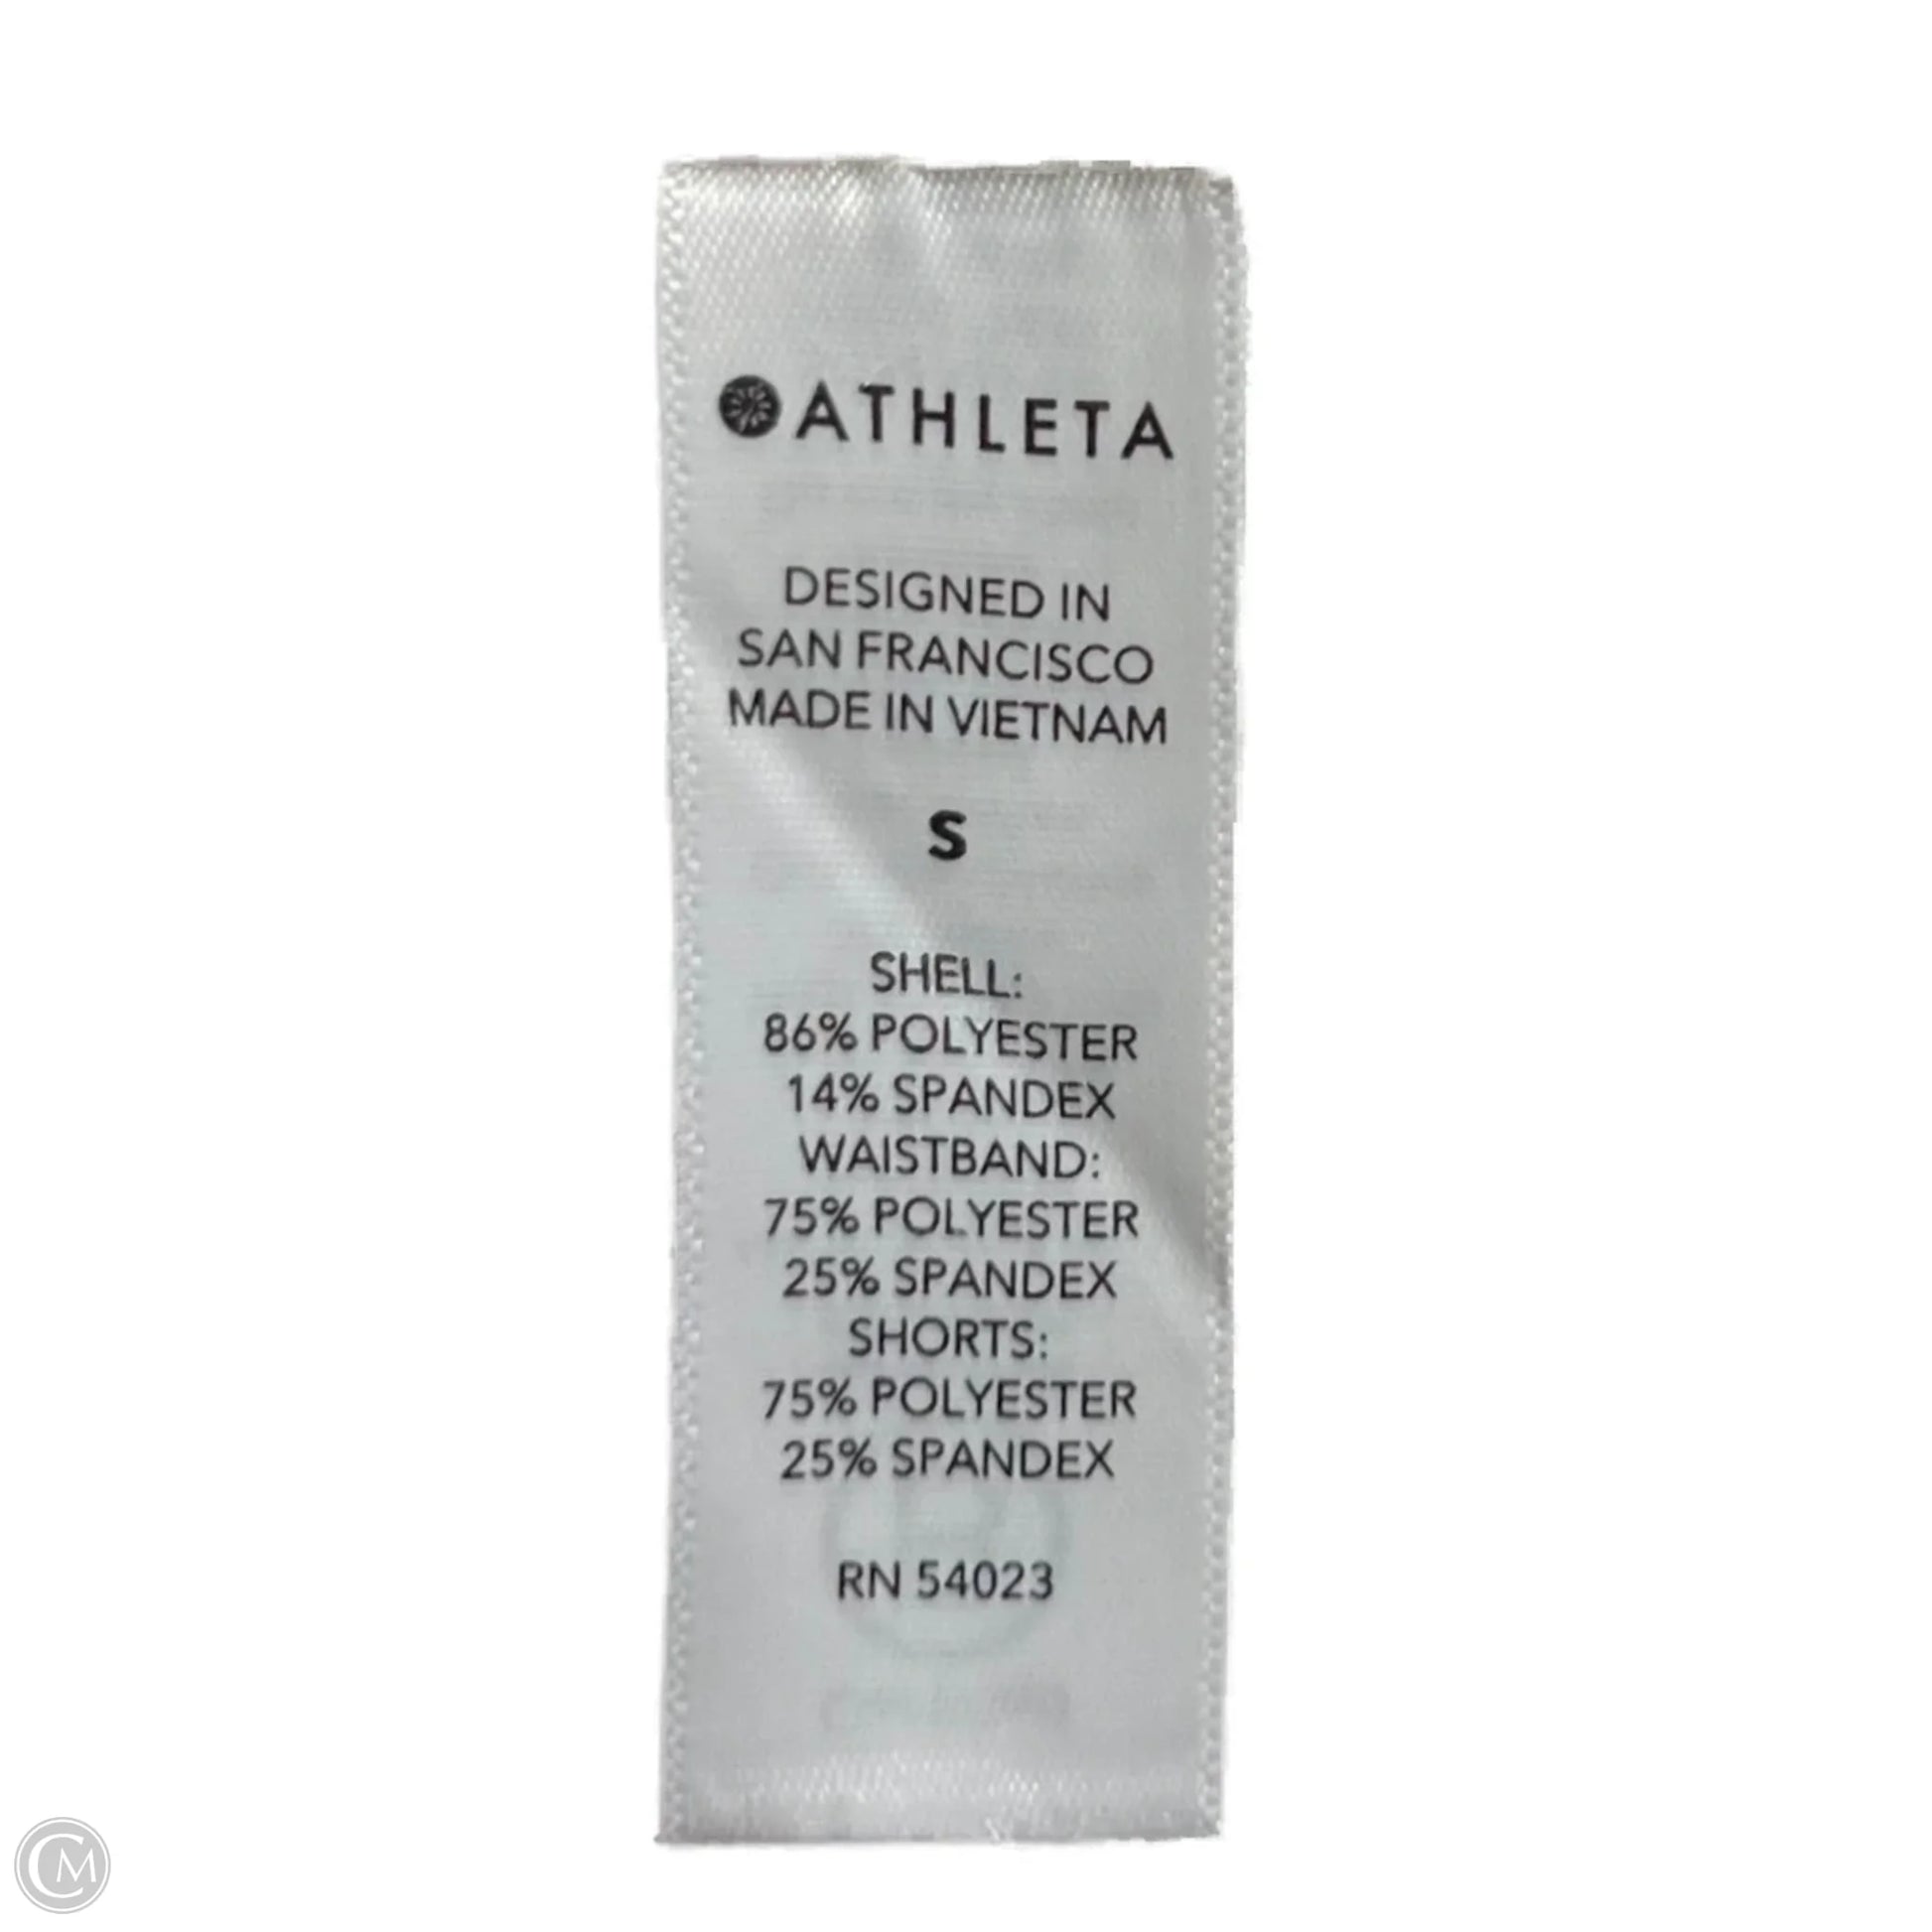 ATHLETA
DESIGNED IN
SAN FRANCISCO
MADE IN VIETNAM
S
SHELL:
86% POLYESTER
14% SPANDEX
WAISTBAND:
75% POLYESTER
25% SPANDEX
SHORTS:
75% POLYESTER
25% SPANDEX
RN 54023
CM